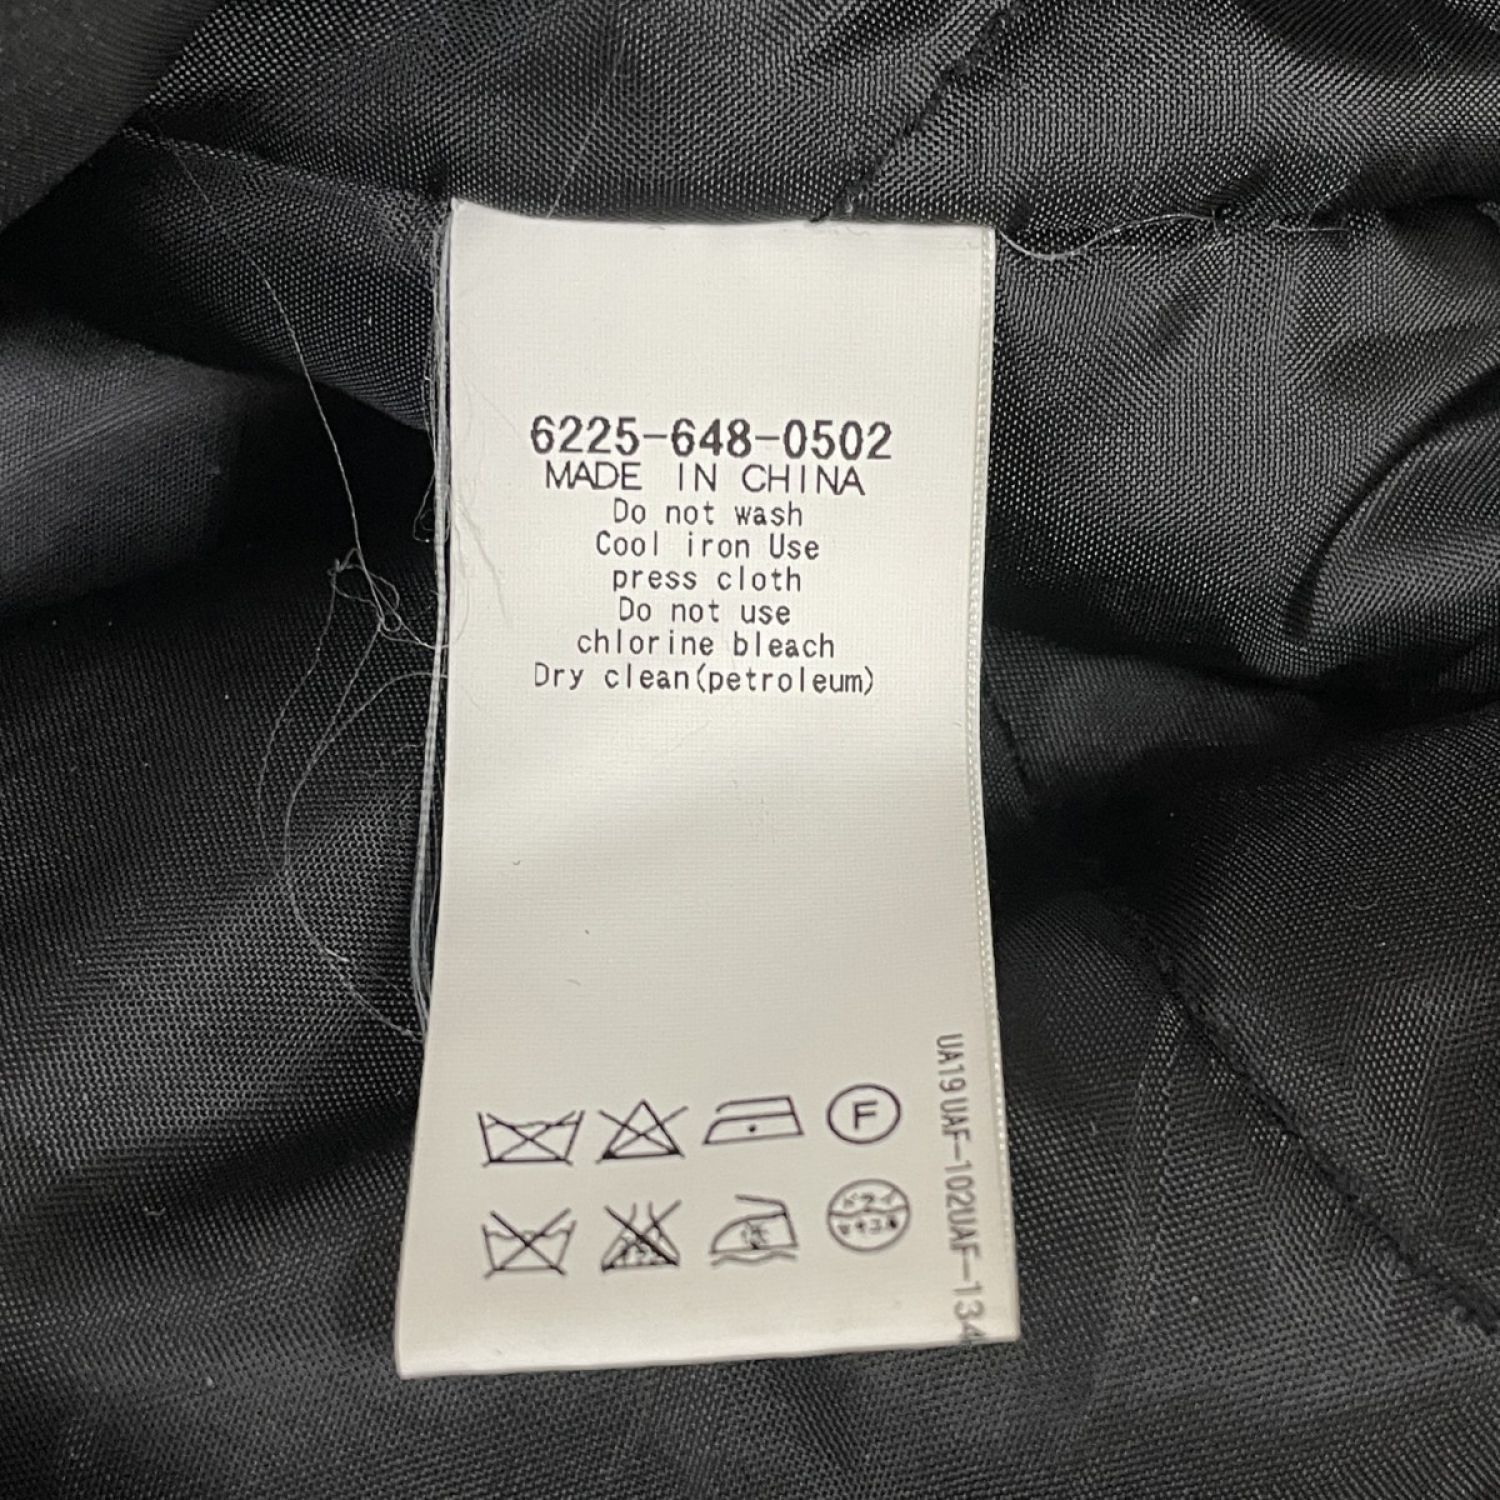 6225-648-0502
MADE IN CHINA
Do not wash
Cool iron Use
press cloth
Do not use
chlorine bleach
Dry clean(petroleum)
F
UA19UAF-102UAF-134